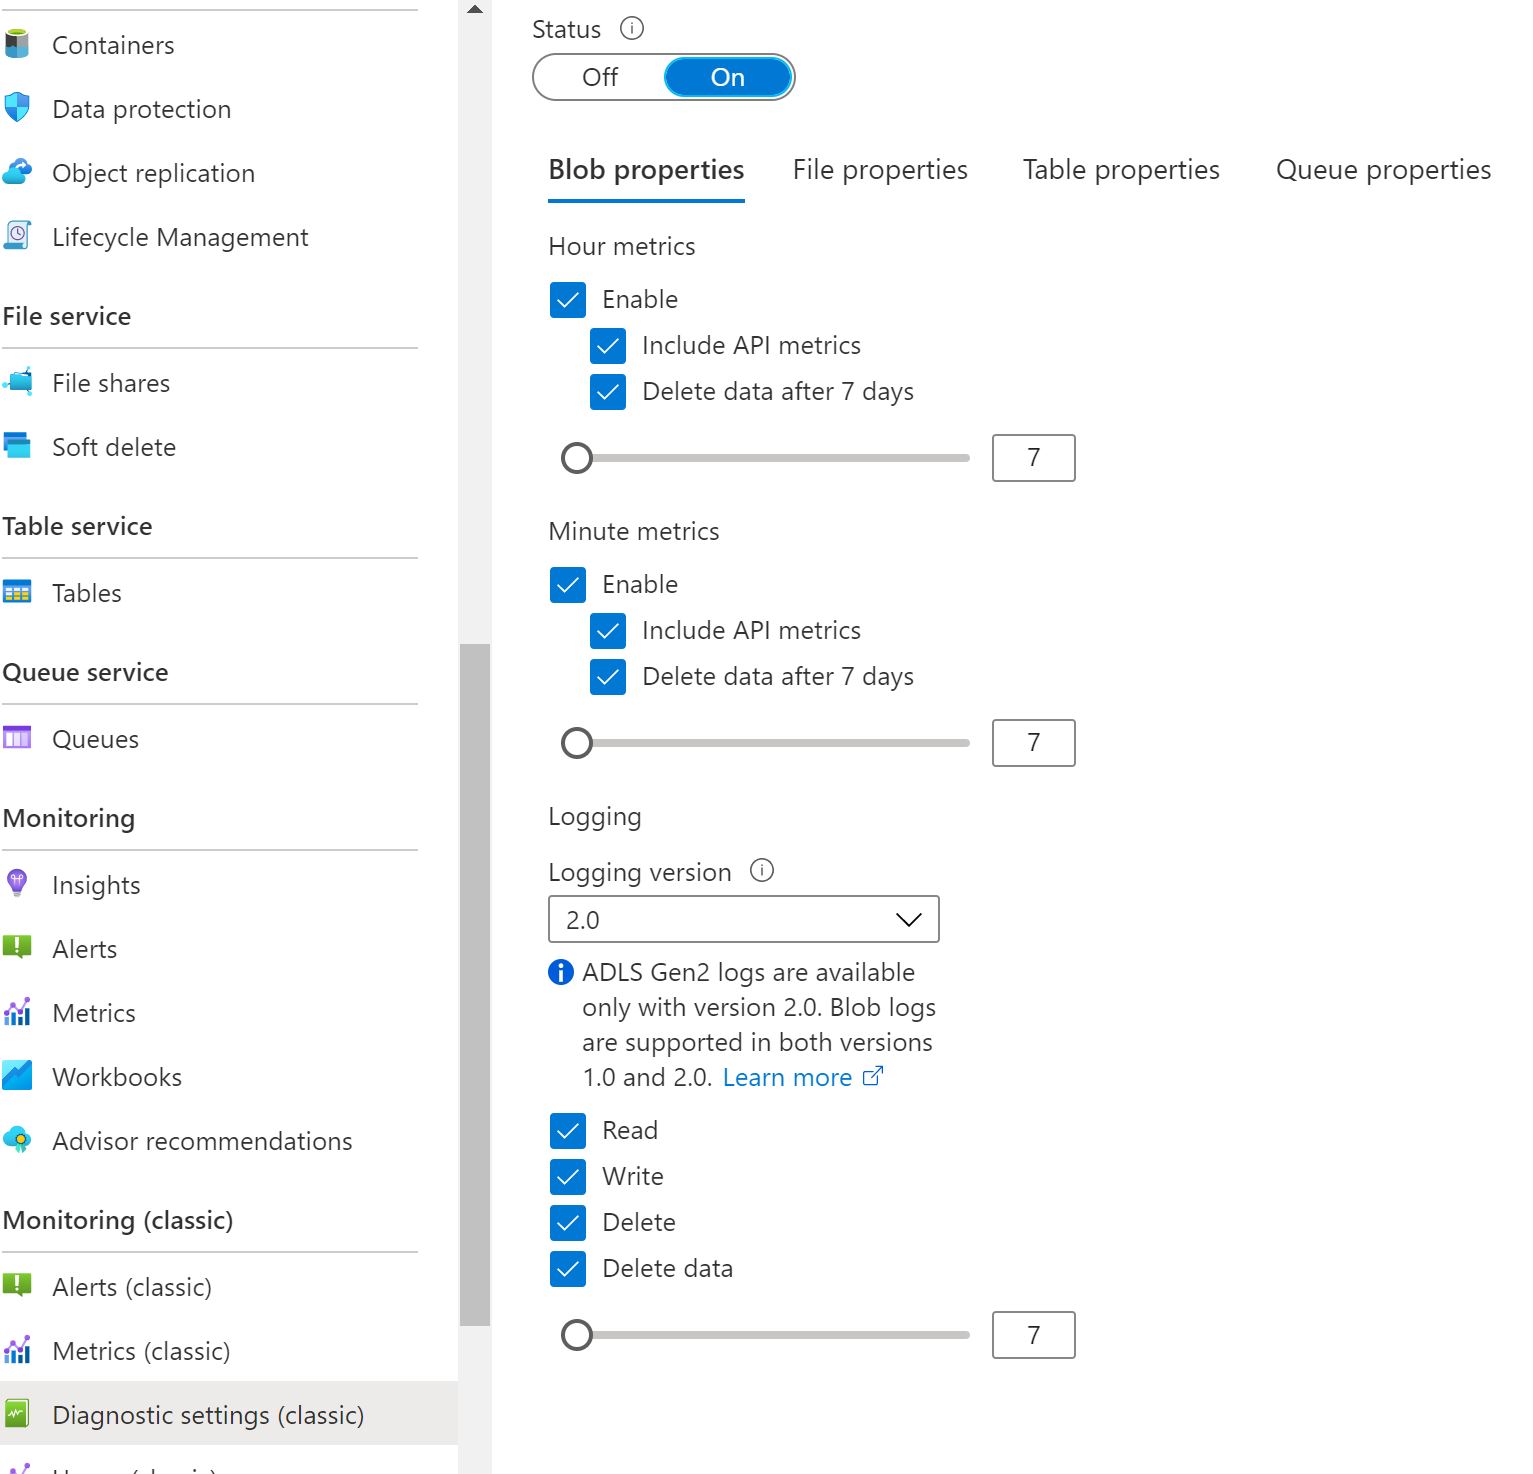 Containers
Data protection
Object replication
Lifecycle Management
File service
File shares
Soft delete
Table service
Tables
Queue service
Queues
Monitoring
Insights
Alerts
Metrics
Workbooks
Advisor recommendations
Monitoring (classic)
Alerts (classic)
Metrics (classic)
Diagnostic settings (classic)
Status
Off On
Blob properties File properties Table properties Queue properties
Hour metrics
Enable
Include API metrics
Delete data after 7 days
7
Minute metrics
Enable
Include API metrics
Delete data after 7 days
7
Logging
Logging version
2.0
ADLS Gen2 logs are available
only with version 2.0. Blob logs
are supported in both versions
1.0 and 2.0. Learn more
Read
Write
Delete
Delete data
7